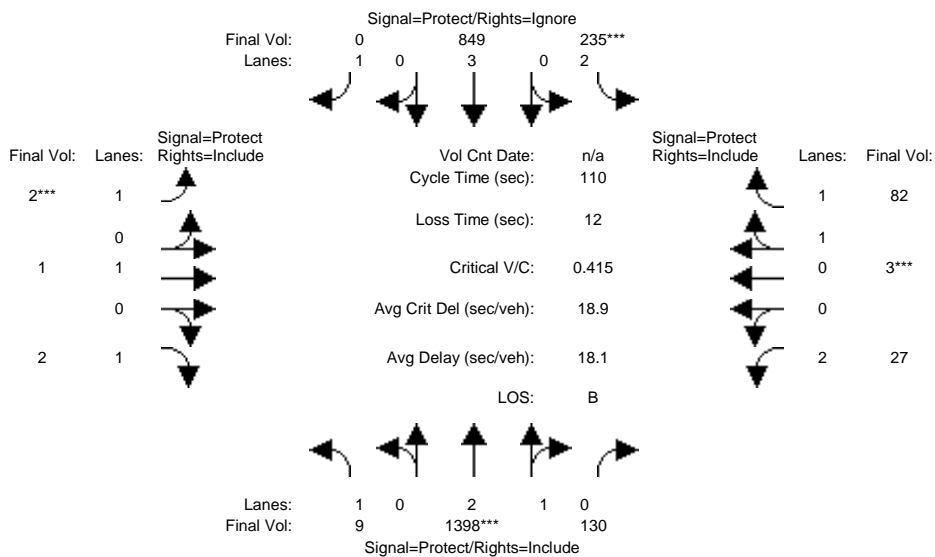 Signal=Protect/Rights=Ignore
Final Vol: 0 849 235***
Lanes: 1 0 3 0 2
Signal=Protect
Final Vol: Lanes: Rights=Include
2*** 1
0
1 1
0
2 1
Vol Cnt Date: n/a
Cycle Time (sec): 110
Loss Time (sec): 12
Critical V/C: 0.415
Avg Crit Del (sec/veh): 18.9
Avg Delay (sec/veh): 18.1
LOS: B
Signal=Protect
Rights=Include Lanes: Final Vol:
1 82
1
0 3***
0
2 27
Lanes: 1 0 2 1 0
Final Vol: 9 1398*** 130
Signal=Protect/Rights=Include